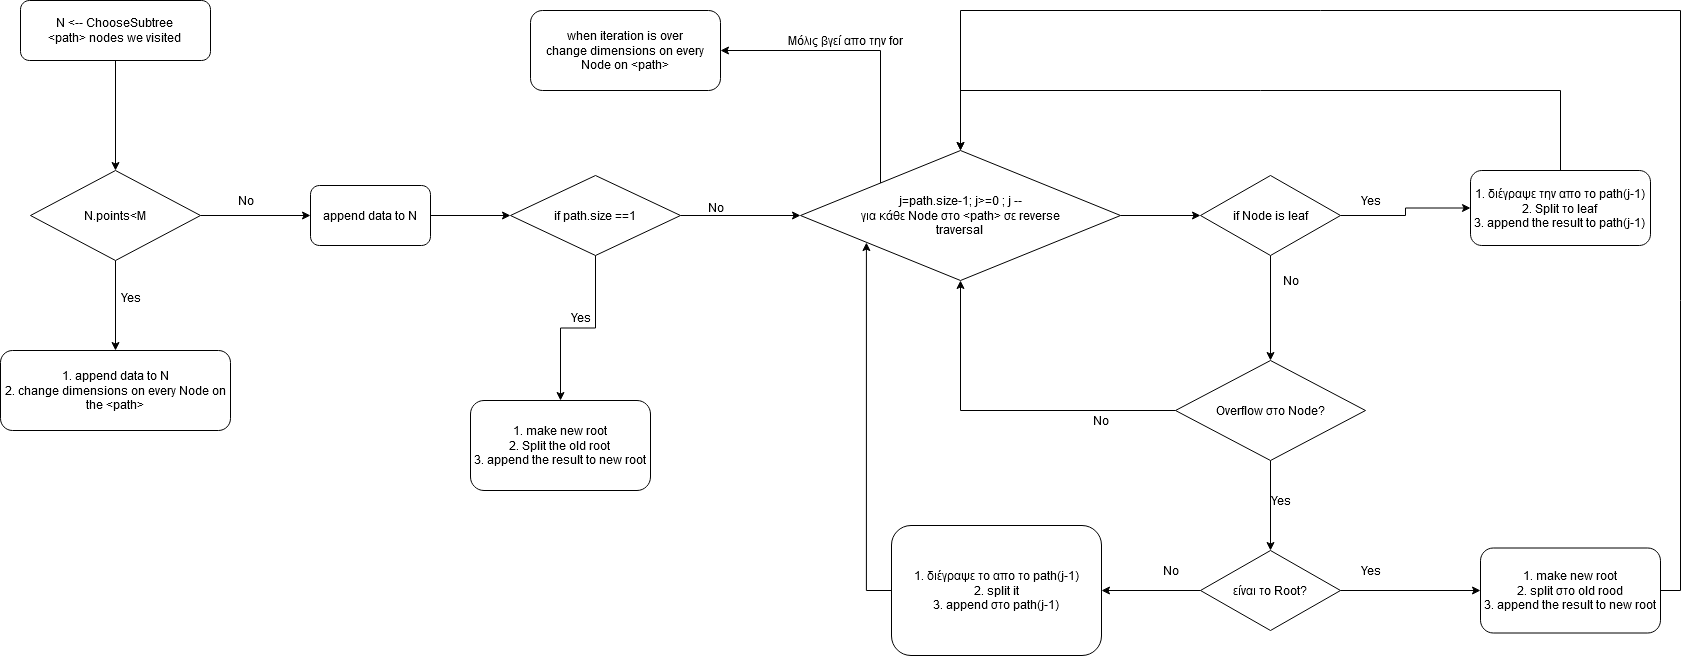 N <-- ChooseSubtree
<path> nodes we visited
N.points<M
No
Yes
1. append data to N
2. change dimensions on every Node on
the <path>
append data to N
if path.size ==1
No
Yes
1. make new root
2. Split the old root
3. append the result to new root
when iteration is over
change dimensions on every
Node on <path>
Μόλις βγεί απο την for
j=path.size-1; j>=0 ; j --
για κάθε Node στο <path> σε reverse
traversal
if Node is leaf
Yes
1. διέγραψε την απο το path(j-1)
2. Split το leaf
3. append the result to path(j-1)
No
Overflow στο Node?
No
Yes
είναι το Root?
No
1. διέγραψε το απο το path(j-1)
2. split it
3. append στο path(j-1)
Yes
1. make new root
2. split στο old rood
3. append the result to new root